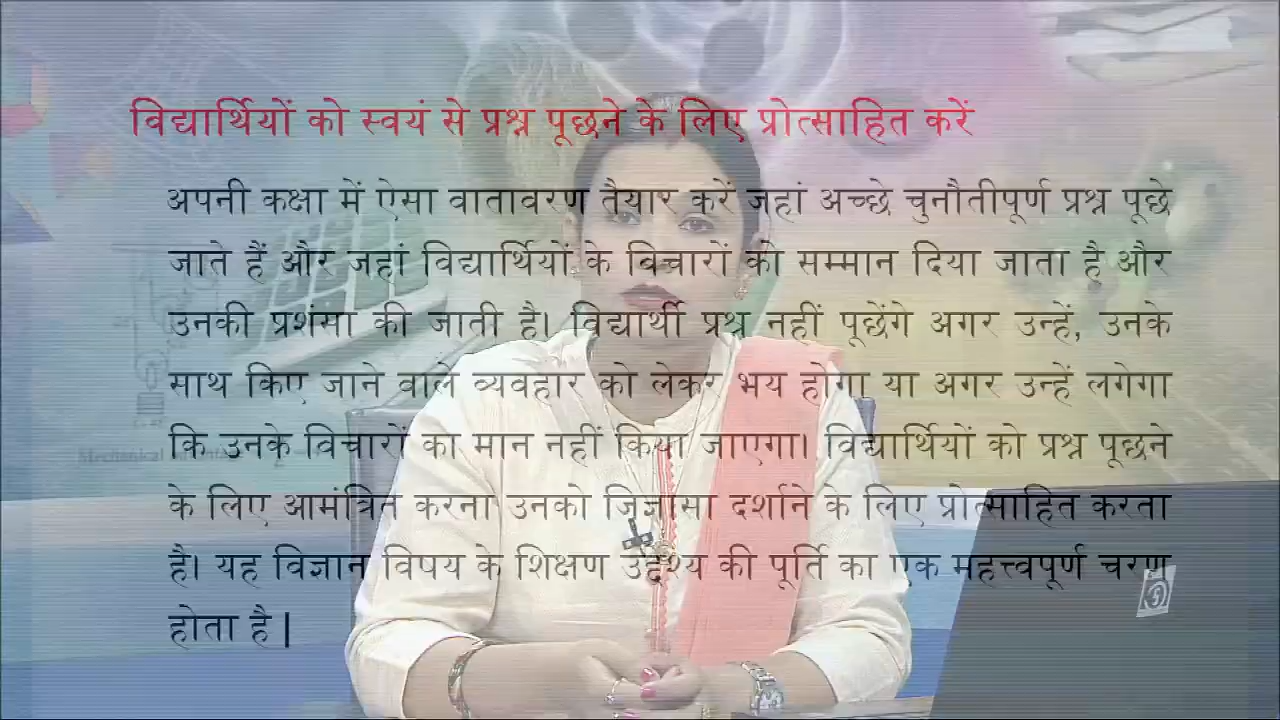 विद्यार्थियों को स्वयं से प्रश्न पूछने के लिए प्रोत्साहित करें
अपनी कक्षा में ऐसा वातावरण तैयार करें जहां अच्छे चुनौतीपूर्ण प्रश्न पूछे
जाते हैं और जहां विद्यार्थियों के विचारों को सम्मान दिया जाता है और
उनकी प्रशंसा की जाती है। विद्यार्थी प्रश्न नहीं पूछेंगे अगर उन्हें, उनके
साथ किए जाने वाले व्यवहार को लेकर भय होगा या अगर उन्हें लगेगा
कि उनके विचारों का मान नहीं किया जाएगा। विद्यार्थियों को प्रश्न पूछने
के लिए आमंत्रित करना उनको जिज्ञासा दर्शाने के लिए प्रोत्साहित करता
है। यह विज्ञान विषय के शिक्षण उद्देश्य की पूर्ति का एक महत्त्वपूर्ण चरण
होता है |
Mechanical